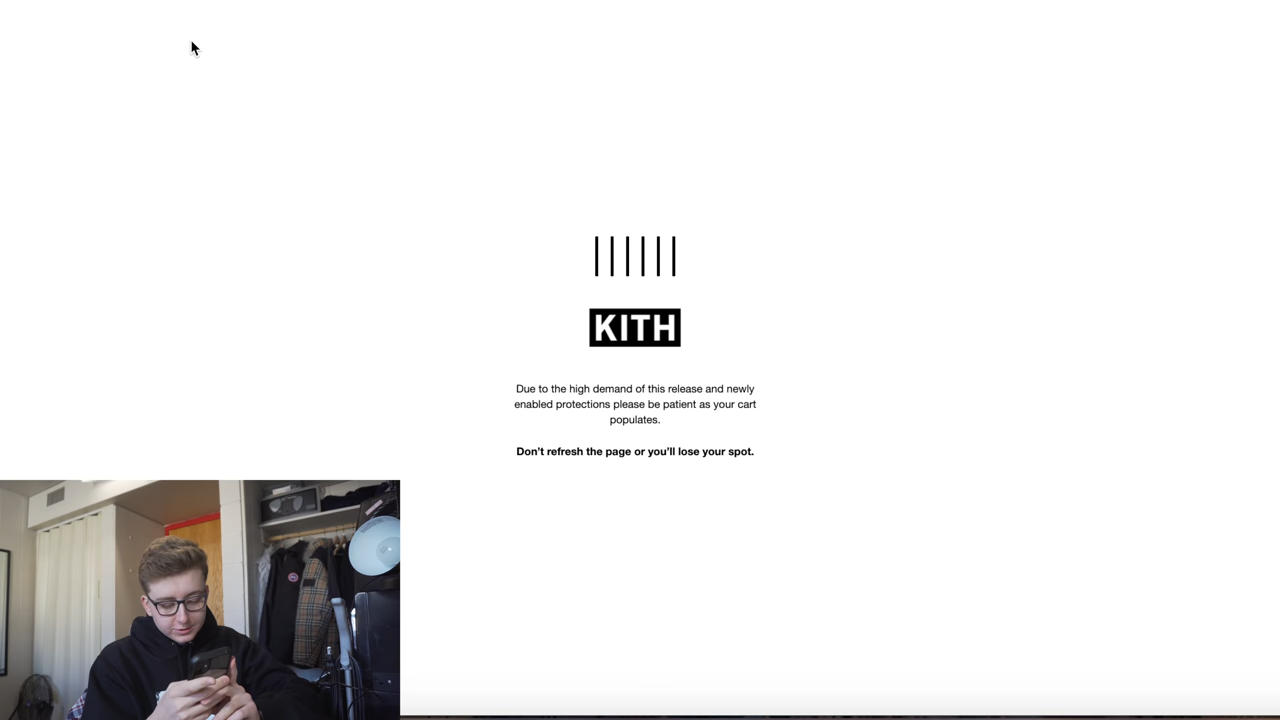 KITH
Due to the high demand of this release and newly
enabled protections please be patient as your cart
populates.
Don't refresh the page or you'll lose your spot.